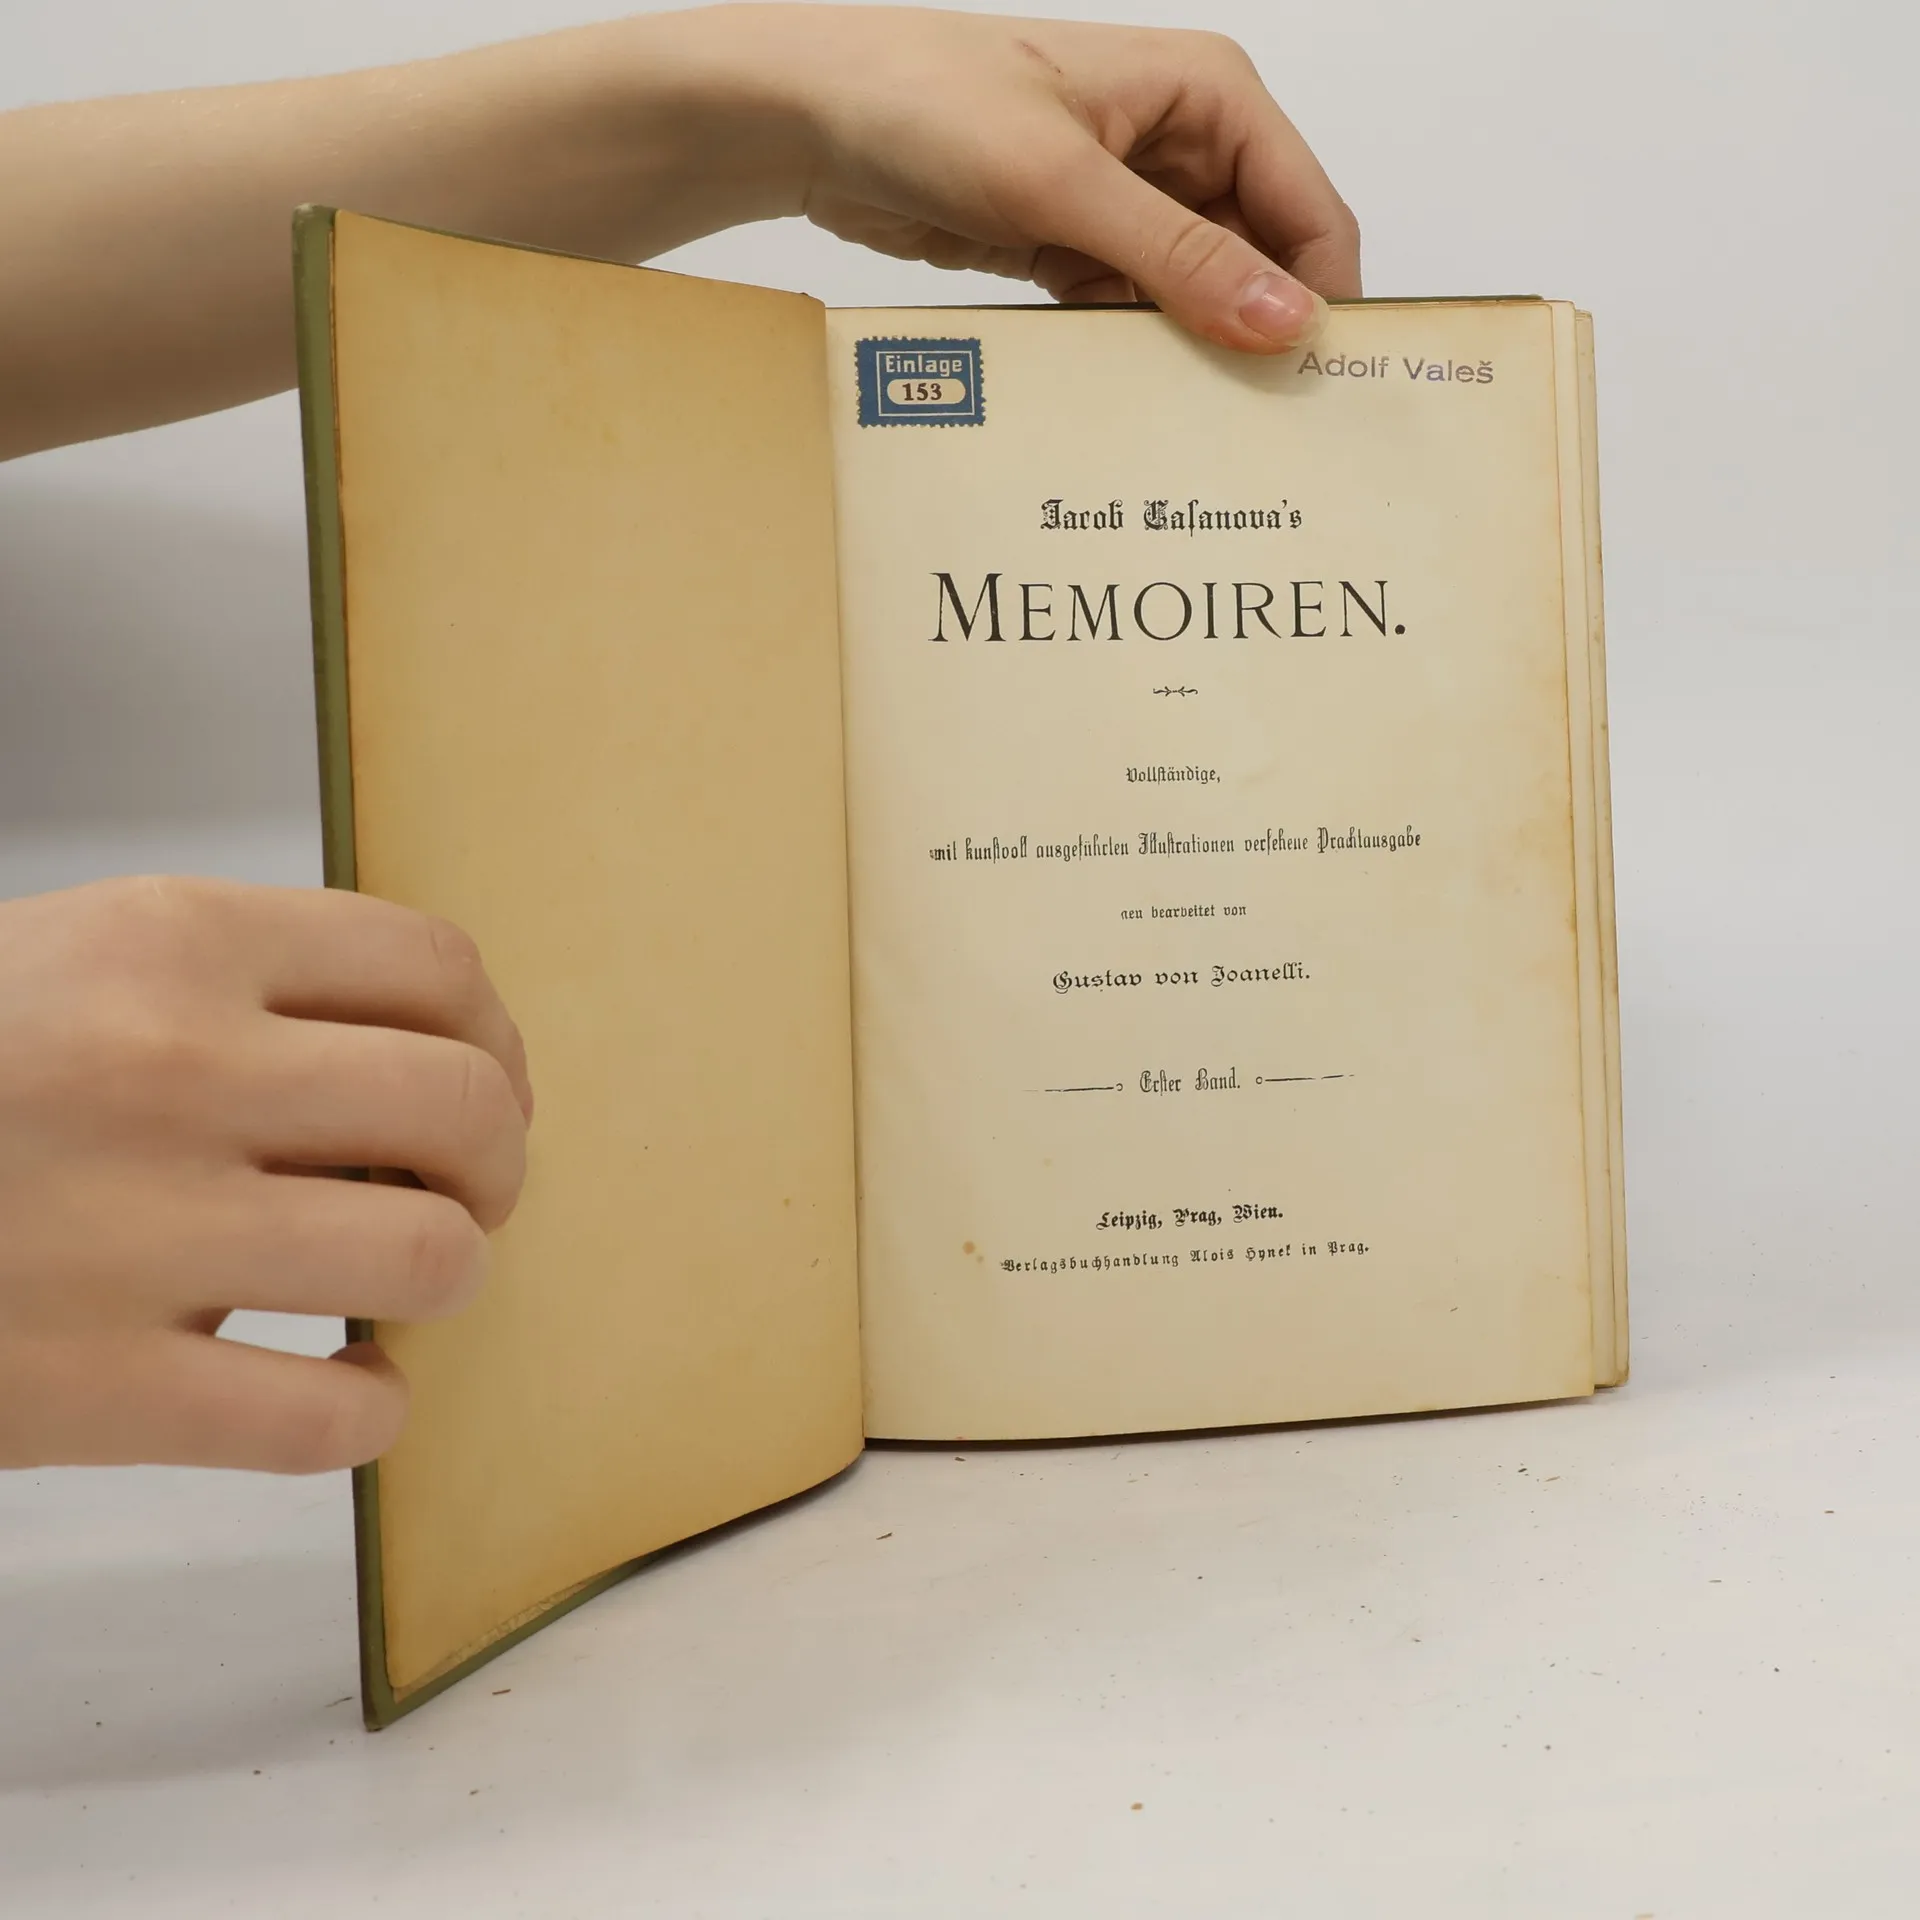 Einlage
153
Adolf Valeš
Jacob Casanova's
MEMOIREN.
Vollständige,
mit kunstvoll ausgeführten Illustrationen versehene Prachtausgabe
neu bearbeitet von
Gustav von Joanelli.
Erster Band.
Leipzig, Prag, Wien.
Verlagsbuchhandlung Alois Hynek in Prag.